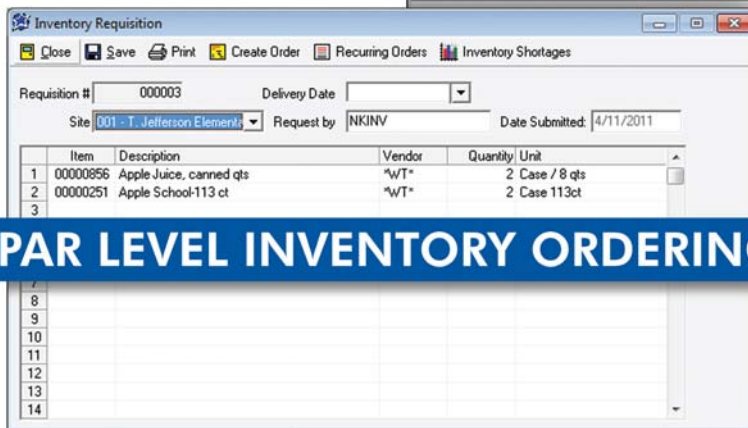 Inventory Requisition
Close Save Print Create Order Recurring Orders Inventory Shortages
Requisition # 000003 Delivery Date
Site 001 - T. Jefferson Elementa Request by NKINV Date Submitted: 4/11/2011
Item Description Vendor Quantity Unit
1 00000856 Apple Juice, canned qts *WT* 2 Case / 8 qts
2 00000251 Apple School-113 ct *WT* 2 Case 113ct
3
PAR LEVEL INVENTORY ORDERING
7
8
9
10
11
12
13
14